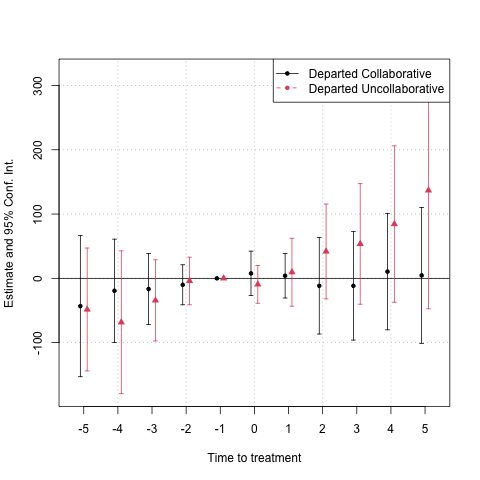 Departed Collaborative
Departed Uncollaborative
Estimate and 95% Conf. Int.
300
200
100
0
-100
-5 -4 -3 -2 -1 0 1 2 3 4 5
Time to treatment